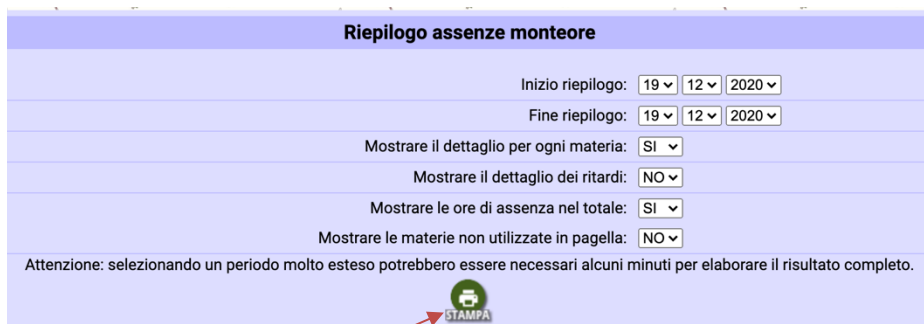 Riepilogo assenze monteore
Inizio riepilogo: 19 12 2020
Fine riepilogo: 19 12 2020
Mostrare il dettaglio per ogni materia: SI
Mostrare il dettaglio dei ritardi: NO
Mostrare le ore di assenza nel totale: SI
Mostrare le materie non utilizzate in pagella: NO
Attenzione: selezionando un periodo molto esteso potrebbero essere necessari alcuni minuti per elaborare il risultato completo.
STAMPA